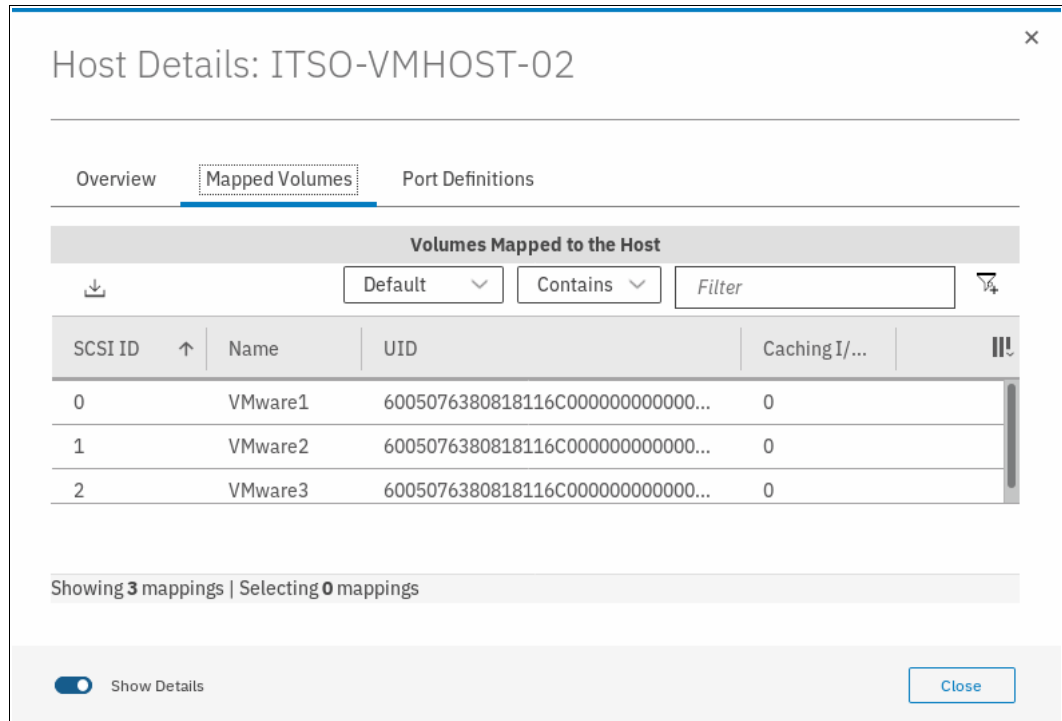 Host Details: ITSO-VMHOST-02
Overview Mapped Volumes Port Definitions
Volumes Mapped to the Host
Default Contains Filter
SCSI ID Name UID Caching I/...
0 VMware1 6005076380818116C000000000000... 0
1 VMware2 6005076380818116C000000000000... 0
2 VMware3 6005076380818116C000000000000... 0
Showing 3 mappings | Selecting 0 mappings
Show Details Close